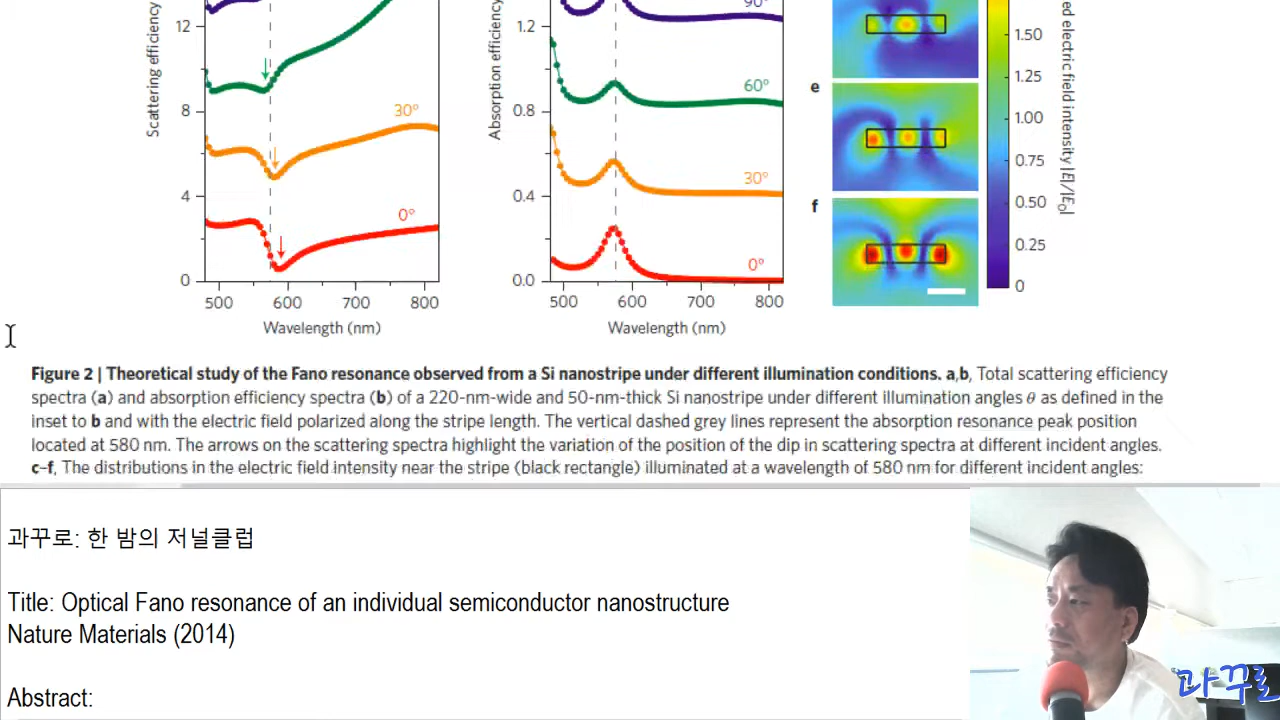 12
8
4
0
500
600
700
800
Wavelength (nm)
Scattering efficiency
30°
0°
1.2
0.8
0.4
0.0
500
600
700
800
Wavelength (nm)
Absorption efficiency
90°
60°
30°
0°
e
f
1.50
1.25
1.00
0.75
0.50
0.25
0
ed electric field intensity |E|/|E₀|
Figure 2 | Theoretical study of the Fano resonance observed from a Si nanostripe under different illumination conditions. a,b, Total scattering efficiency
spectra (a) and absorption efficiency spectra (b) of a 220-nm-wide and 50-nm-thick Si nanostripe under different illumination angles θ as defined in the
inset to b and with the electric field polarized along the stripe length. The vertical dashed grey lines represent the absorption resonance peak position
located at 580 nm. The arrows on the scattering spectra highlight the variation of the position of the dip in scattering spectra at different incident angles.
c–f, The distributions in the electric field intensity near the stripe (black rectangle) illuminated at a wavelength of 580 nm for different incident angles:
과꾸로: 한 밤의 저널클럽
Title: Optical Fano resonance of an individual semiconductor nanostructure
Nature Materials (2014)
Abstract:
과꾸로